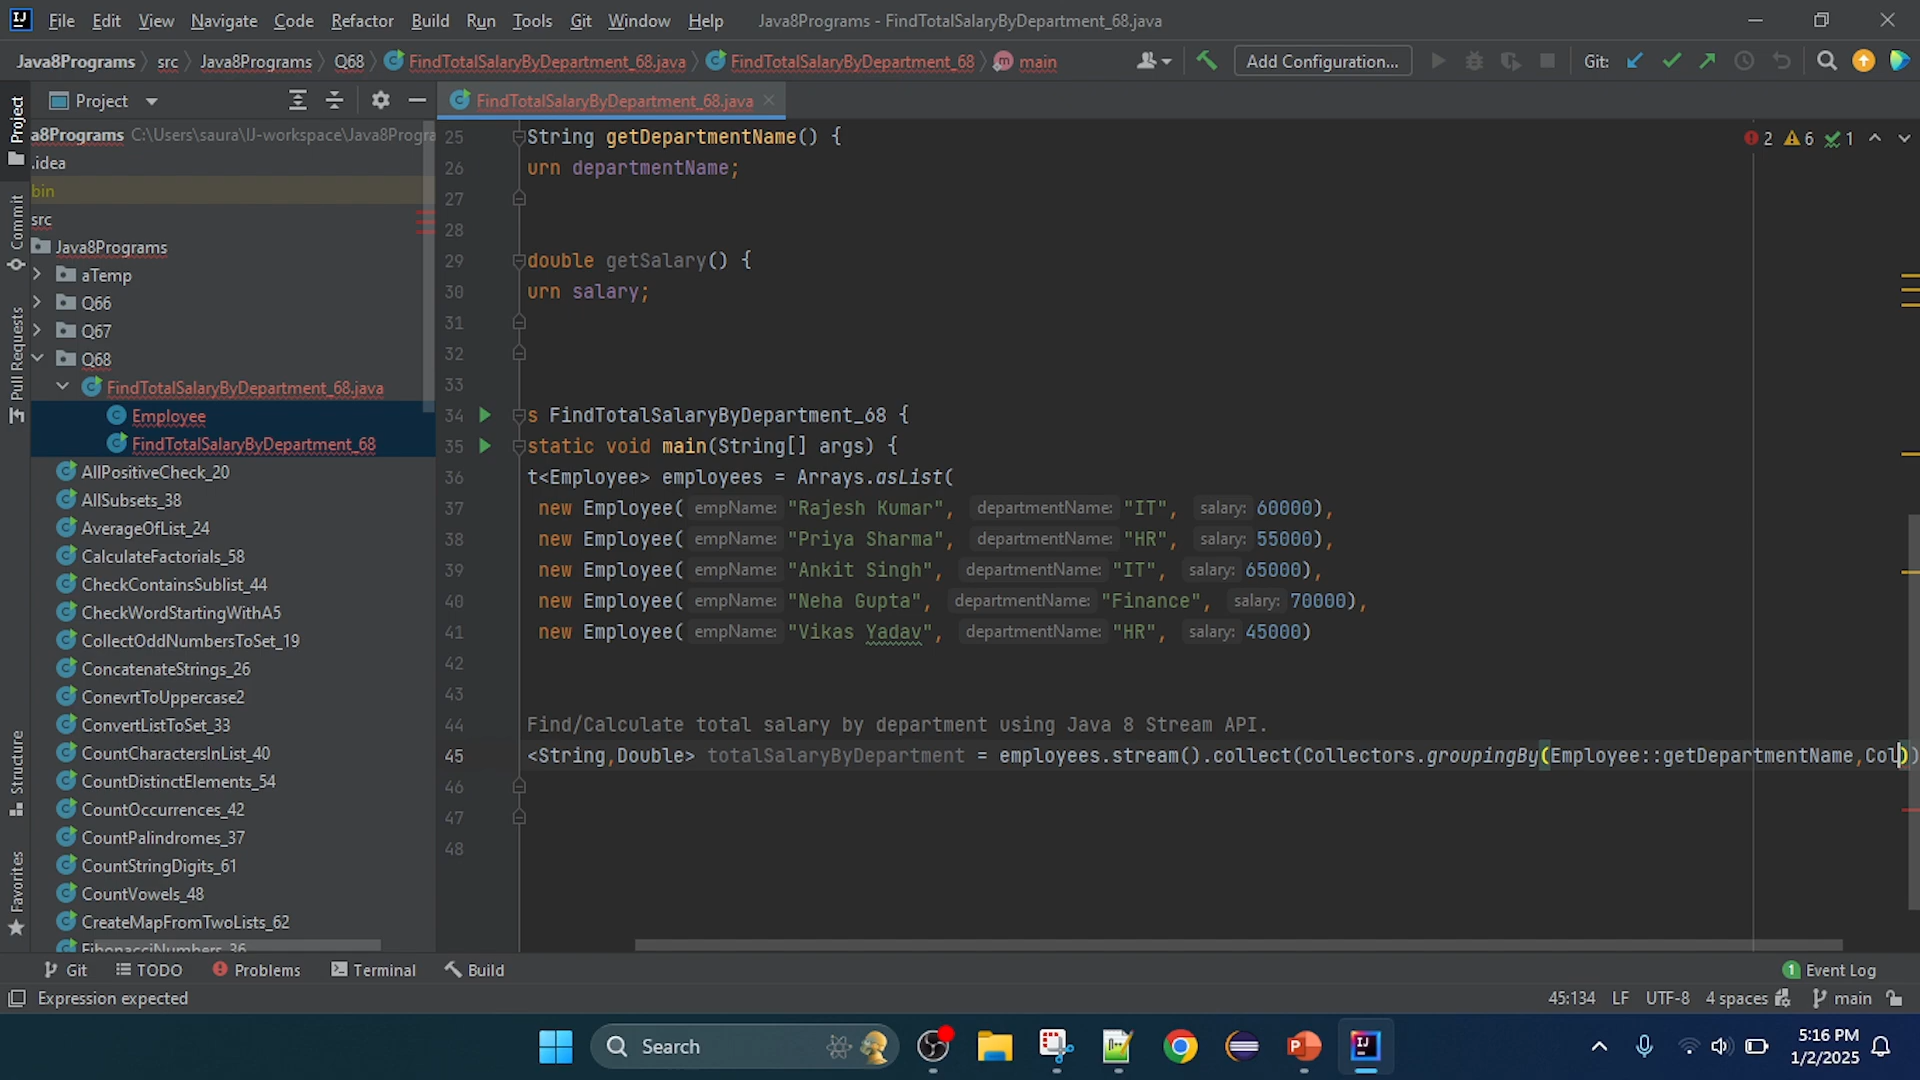 File Edit View Navigate Code Refactor Build Run Tools Git Window Help Java8Programs - FindTotalSalaryByDepartment_68.java
Java8Programs src Java8Programs Q68 FindTotalSalaryByDepartment_68.java FindTotalSalaryByDepartment_68 main Add Configuration... Git:
Project FindTotalSalaryByDepartment_68.java
a8Programs C:\Users\saura\IJ-workspace\Java8Progra
.idea
bin
src
Java8Programs
aTemp
Q66
Q67
Q68
FindTotalSalaryByDepartment_68.java
Employee
FindTotalSalaryByDepartment_68
AllPositiveCheck_20
AllSubsets_38
AverageOfList_24
CalculateFactorials_58
CheckContainsSublist_44
CheckWordStartingWithA5
CollectOddNumbersToSet_19
ConcatenateStrings_26
ConevrtToUppercase2
ConvertListToSet_33
CountCharactersInList_40
CountDistinctElements_54
CountOccurrences_42
CountPalindromes_37
CountStringDigits_61
CountVowels_48
CreateMapFromTwoLists_62
FibonacciNumbers_36
Project
Commit
Pull Requests
Structure
Favorites
2 6 1
25 String getDepartmentName() {
26 urn departmentName;
27
28
29 double getSalary() {
30 urn salary;
31
32
33
34 s FindTotalSalaryByDepartment_68 {
35 static void main(String[] args) {
36 t<Employee> employees = Arrays.asList(
37 new Employee( empName: "Rajesh Kumar", departmentName: "IT", salary: 60000),
38 new Employee( empName: "Priya Sharma", departmentName: "HR", salary: 55000),
39 new Employee( empName: "Ankit Singh", departmentName: "IT", salary: 65000),
40 new Employee( empName: "Neha Gupta", departmentName: "Finance", salary: 70000),
41 new Employee( empName: "Vikas Yadav", departmentName: "HR", salary: 45000)
42
43
44 Find/Calculate total salary by department using Java 8 Stream API.
45 <String,Double> totalSalaryByDepartment = employees.stream().collect(Collectors.groupingBy(Employee::getDepartmentName,Col))
46
47
48
Git TODO Problems Terminal Build 1 Event Log
Expression expected 45:134 LF UTF-8 4 spaces main
Search
5:16 PM
1/2/2025